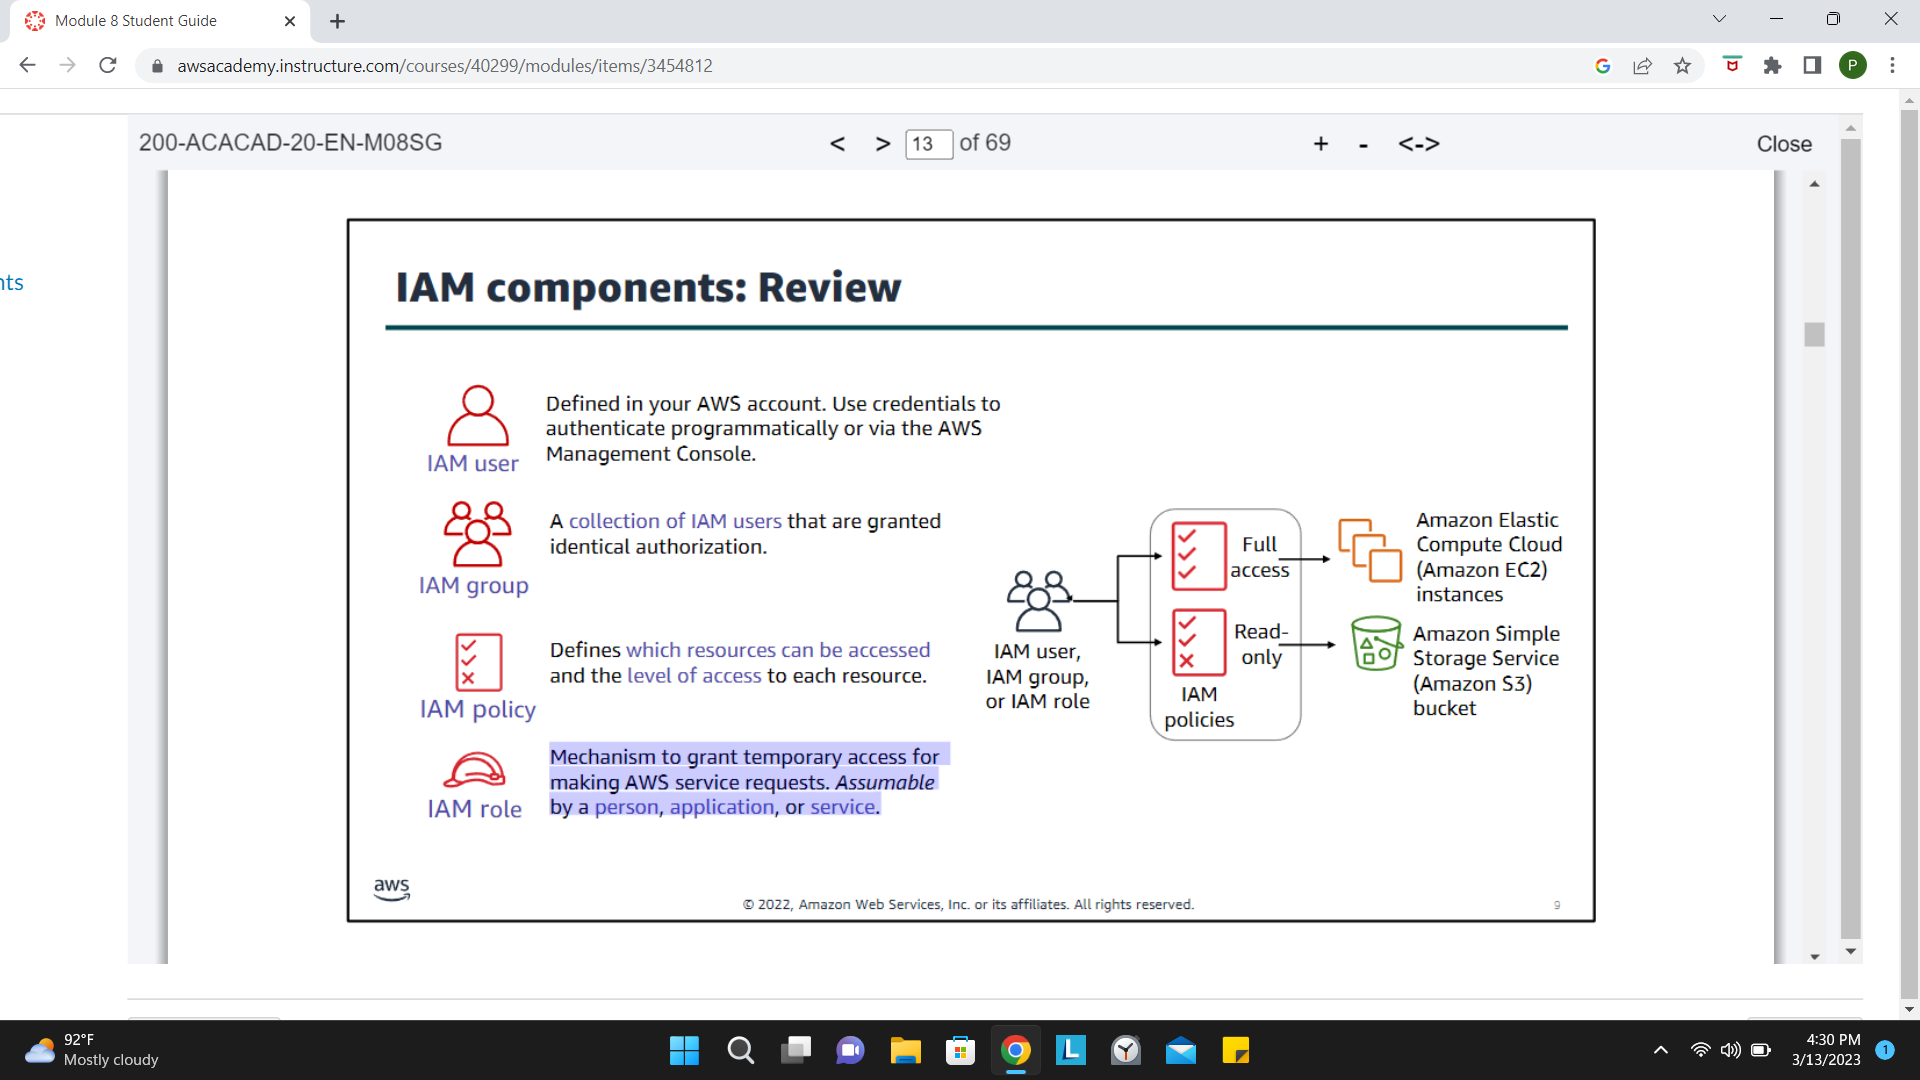 Module 8 Student Guide
awsacademy.instructure.com/courses/40299/modules/items/3454812
P
200-ACACAD-20-EN-M08SG
< > 13 of 69
+ - <->
Close
nts
IAM components: Review
IAM user
Defined in your AWS account. Use credentials to
authenticate programmatically or via the AWS
Management Console.
IAM group
A collection of IAM users that are granted
identical authorization.
IAM policy
Defines which resources can be accessed
and the level of access to each resource.
IAM role
Mechanism to grant temporary access for
making AWS service requests. Assumable
by a person, application, or service.
IAM user,
IAM group,
or IAM role
Full
access
Read-
only
IAM
policies
Amazon Elastic
Compute Cloud
(Amazon EC2)
instances
Amazon Simple
Storage Service
(Amazon S3)
bucket
aws
© 2022, Amazon Web Services, Inc. or its affiliates. All rights reserved.
9
92°F
Mostly cloudy
L
4:30 PM
3/13/2023
1